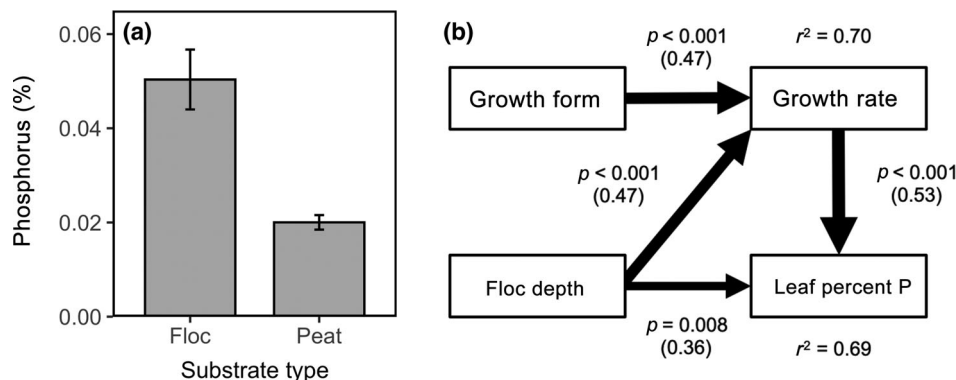 (a)
Phosphorus (%)
0.06
0.04
0.02
0.00
Floc
Peat
Substrate type
(b)
p < 0.001
(0.47)
r² = 0.70
Growth form
Growth rate
p < 0.001
(0.47)
p < 0.001
(0.53)
Floc depth
Leaf percent P
p = 0.008
(0.36)
r² = 0.69